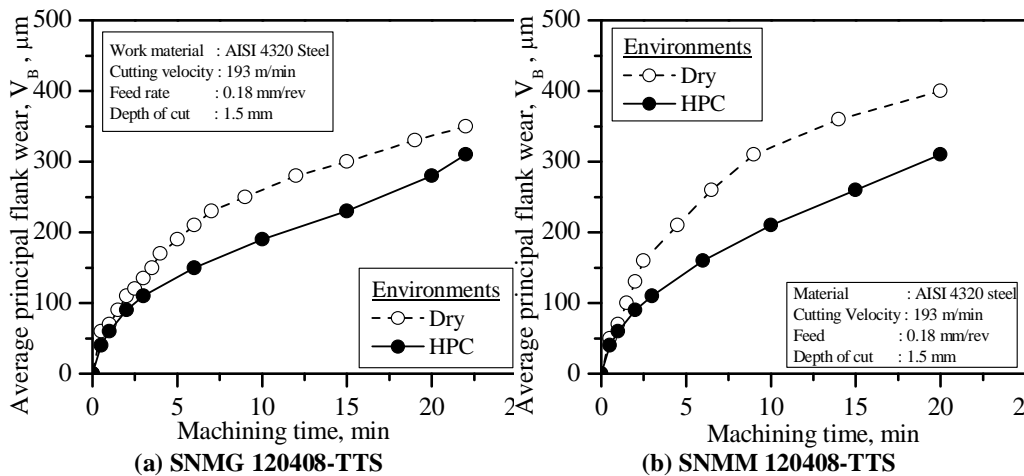 (a)
500
400
300
200
100
0
Average principal flank wear, VB , μm
Work material : AISI 4320 Steel
Cutting velocity : 193 m/min
Feed rate : 0.18 mm/rev
Depth of cut : 1.5 mm
Environments
Dry
HPC
0 5 10 15 20 2
Machining time, min
(a) SNMG 120408-TTS
(b)
500
400
300
200
100
0
Average principal flank wear, VB , μm
Environments
Dry
HPC
Material : AISI 4320 steel
Cutting Velocity : 193 m/min
Feed : 0.18 mm/rev
Depth of cut : 1.5 mm
0 5 10 15 20 25
Machining time, min
(b) SNMM 120408-TTS